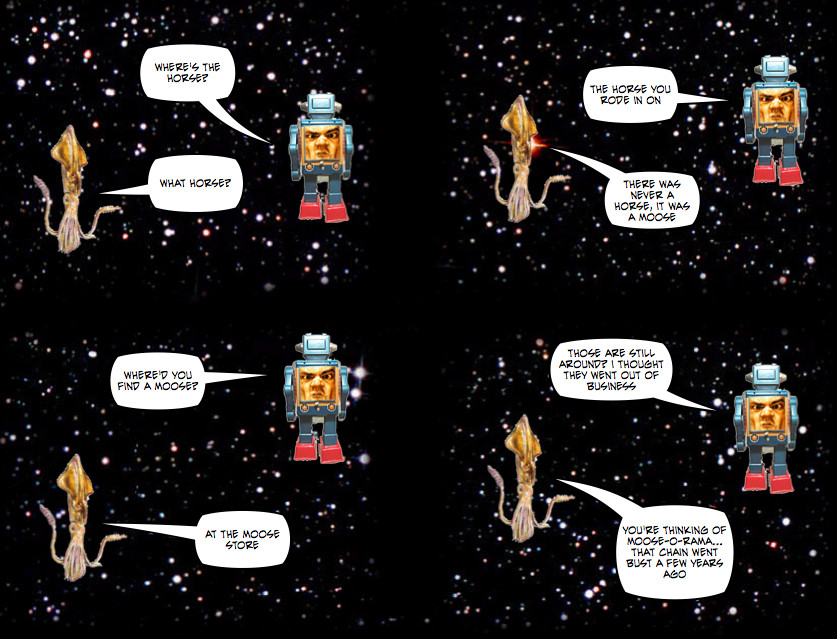 WHERE'S THE
HORSE?
WHAT HORSE?
THE HORSE YOU
RODE IN ON
THERE WAS
NEVER A
HORSE, IT WAS
A MOOSE
WHERE'D YOU
FIND A MOOSE?
AT THE MOOSE
STORE
THOSE ARE STILL
AROUND? I THOUGHT
THEY WENT OUT OF
BUSINESS
YOU'RE THINKING OF
MOOSE-O-RAMA...
THAT CHAIN WENT
BUST A FEW YEARS
AGO